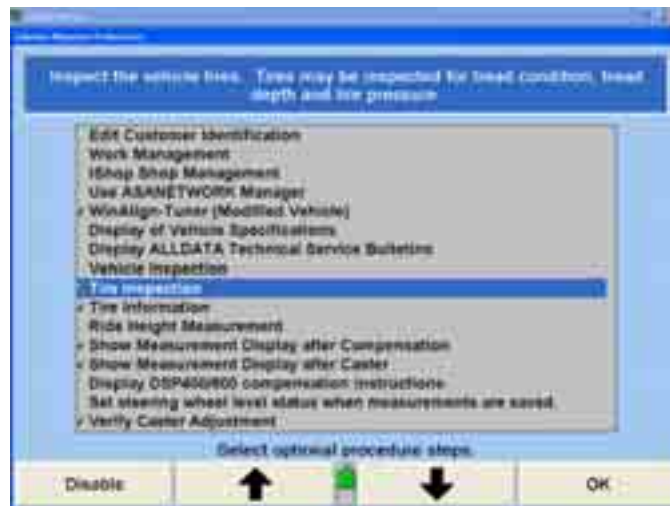 Inspect the vehicle tires. Tires may be inspected for tread condition, tread
depth and tire pressure
Edit Customer Identification
Work Management
iShop Shop Management
Use ASANETWORK Manager
WinAlign-Tuner (Modified Vehicle)
Display of Vehicle Specifications
Display ALLDATA Technical Service Bulletins
Vehicle Inspection
Tire Inspection
Tire Information
Ride Height Measurement
Show Measurement Display after Compensation
Show Measurement Display after Caster
Display DSP400/600 compensation instructions
Set steering wheel level status when measurements are saved.
Verify Caster Adjustment
Select optional procedure steps.
Disable
OK